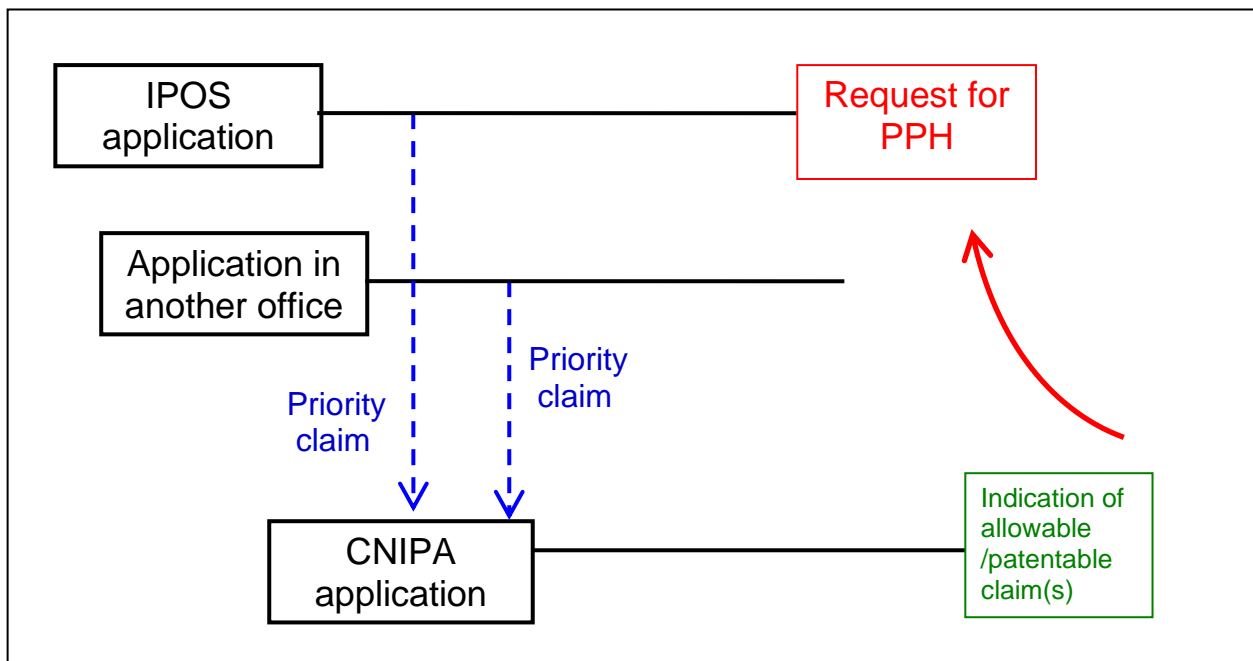 IPOS
application
Request for
PPH
Application in
another office
Priority
claim
Priority
claim
CNIPA
application
Indication of
allowable
/patentable
claim(s)